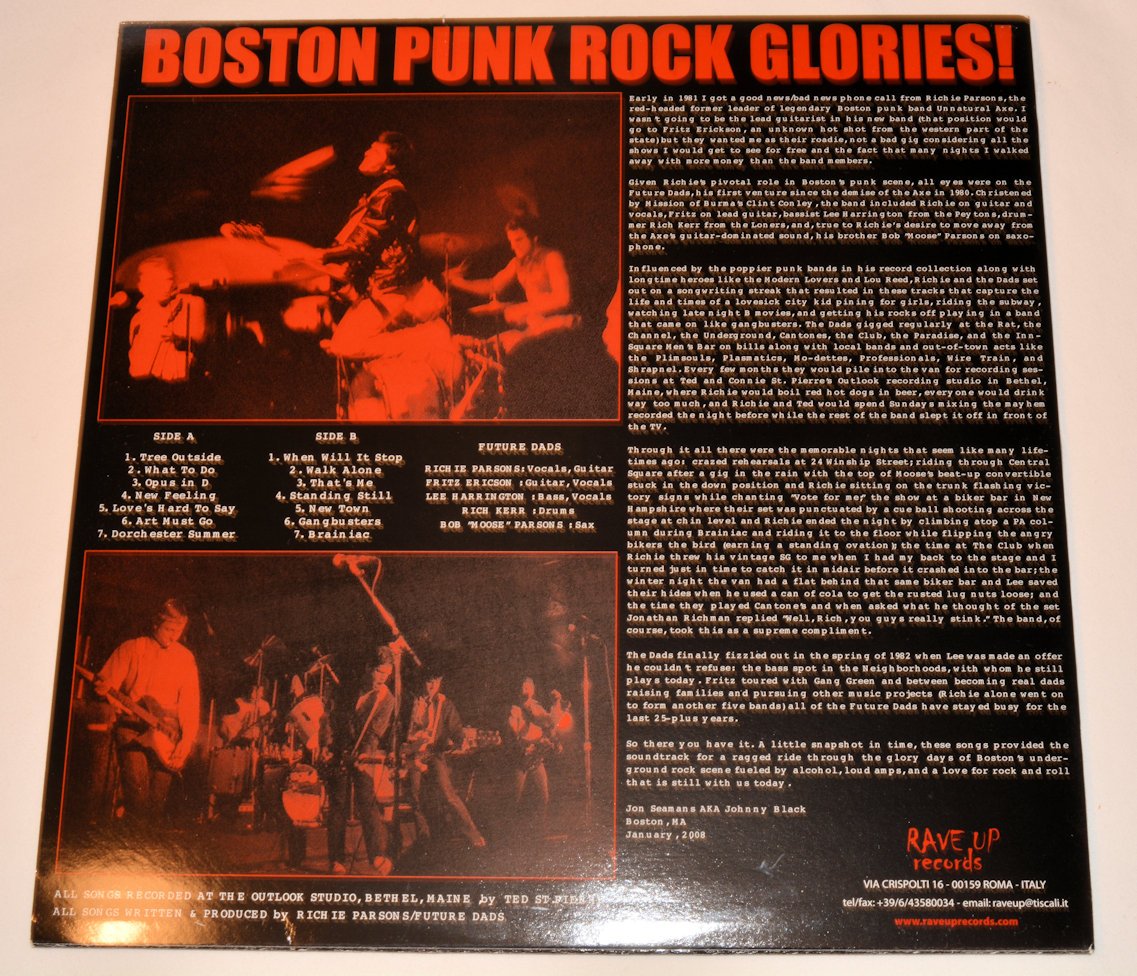 BOSTON PUNK ROCK GLORIES!
Early in 1981 I got a good news/bad news phone call from Richie Parsons, the
red-headed former leader of legendary Boston punk band Unnatural Axe. I
wasn't going to be the lead guitarist in his new band (that position would
go to Fritz Erickson, an unknown hot shot from the western part of the
state) but they wanted me as their roadie, not a bad gig considering all the
shows I would get to see for free and the fact that many nights I walked
away with more money than the band members.
Given Richie's pivotal role in Boston's punk scene, all eyes were on the
Future Dads, his first venture since the demise of the Axe in 1980. Christened
by Mission of Burma's Clint Conley, the band included Richie on guitar and
vocals, Fritz on lead guitar, bassist Lee Harrington from the Peytons, drum-
mer Rich Kerr from the Loners, and, true to Richie's desire to move away from
the Axe's guitar-dominated sound, his brother Bob "Moose" Parsons on saxo-
phone.
Influenced by the poppier punk bands in his record collection along with
longtime heroes like the Modern Lovers and Lou Reed, Richie and the Dads set
out on a songwriting streak that resulted in these tracks that capture the
life and times of a lovesick city kid pining for girls, riding the subway,
watching late night B movies, and getting his rocks off playing in a band
that came on like gangbusters. The Dads gigged regularly at the Rat, the
Channel, the Underground, Cantones, the Club, the Paradise, and the Inn-
Square Men's Bar on bills along with local bands and out-of-town acts like
the Plimsouls, Plasmatics, Mo-dettes, Professionals, Wire Train, and
Shrapnel. Every few months they would pile into the van for recording ses-
sions at Ted and Connie St. Pierre's Outlook recording studio in Bethel,
Maine, where Richie would boil red hot dogs in beer, everyone would drink
way too much, and Richie and Ted would spend Sundays mixing the mayhem
recorded the night before while the rest of the band slept it off in front of
the TV.
Through it all there were the memorable nights that seem like many life-
times ago: crazed rehearsals at 24 Winship Street; riding through Central
Square after a gig in the rain with the top of Moose's beat-up convertible
stuck in the down position and Richie sitting on the trunk flashing vic-
tory signs while chanting "Vote for me!" the show at a biker bar in New
Hampshire where their set was punctuated by a cue ball shooting across the
stage at chin level and Richie ended the night by climbing atop a PA col-
umn during Brainiac and riding it to the floor while flipping the angry
bikers the bird (earning a standing ovation); the time at The Club when
Richie threw his vintage SG to me when I had my back to the stage and I
turned just in time to catch it in midair before it crashed into the bar; the
winter night the van had a flat behind that same biker bar and Lee saved
their hides when he used a can of cola to get the rusted lug nuts loose; and
the time they played Cantone's and when asked what he thought of the set
Jonathan Richman replied "Well, Rich, you guys really stink." The band, of
course, took this as a supreme compliment.
The Dads finally fizzled out in the spring of 1982 when Lee was made an offer
he couldn't refuse: the bass spot in the Neighborhoods, with whom he still
plays today. Fritz toured with Gang Green and between becoming real dads
raising families and pursuing other music projects (Richie alone went on
to form another five bands) all of the Future Dads have stayed busy for the
last 25-plus years.
So there you have it. A little snapshot in time, these songs provided the
soundtrack for a ragged ride through the glory days of Boston's under-
ground rock scene fueled by alcohol, loud amps, and a love for rock and roll
that is still with us today.
Jon Seamans AKA Johnny Black
Boston, MA
January, 2008
SIDE A
1. Tree Outside
2. What To Do
3. Opus in D
4. New Feeling
5. Love's Hard To Say
6. Art Must Go
7. Dorchester Summer
SIDE B
1. When Will It Stop
2. Walk Alone
3. That's Me
4. Standing Still
5. New Town
6. Gangbusters
7. Brainiac
FUTURE DADS
RICHIE PARSONS: Vocals, Guitar
FRITZ ERICSON : Guitar, Vocals
LEE HARRINGTON : Bass, Vocals
RICH KERR : Drums
BOB "MOOSE" PARSONS : Sax
ALL SONGS RECORDED AT THE OUTLOOK STUDIO, BETHEL, MAINE by TED ST.
ALL SONGS WRITTEN & PRODUCED by RICHIE PARSONS/FUTURE DADS
RAVE UP
records
VIA CRISPOLTI 16 - 00159 ROMA - ITALY
tel/fax: +39/6/43580034 - email: raveup@tiscali.it
www.raveuprecords.com